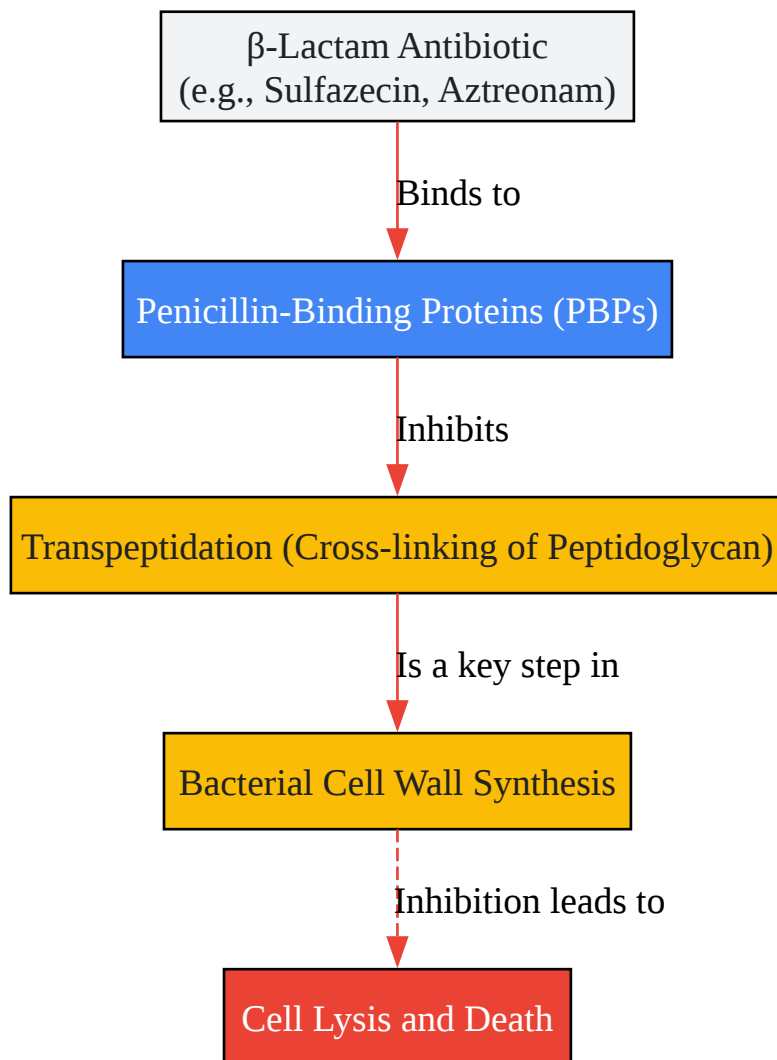 β-Lactam Antibiotic
(e.g., Sulfazecin, Aztreonam)
Binds to
Penicillin-Binding Proteins (PBPs)
Inhibits
Transpeptidation (Cross-linking of Peptidoglycan)
Is a key step in
Bacterial Cell Wall Synthesis
Inhibition leads to
Cell Lysis and Death